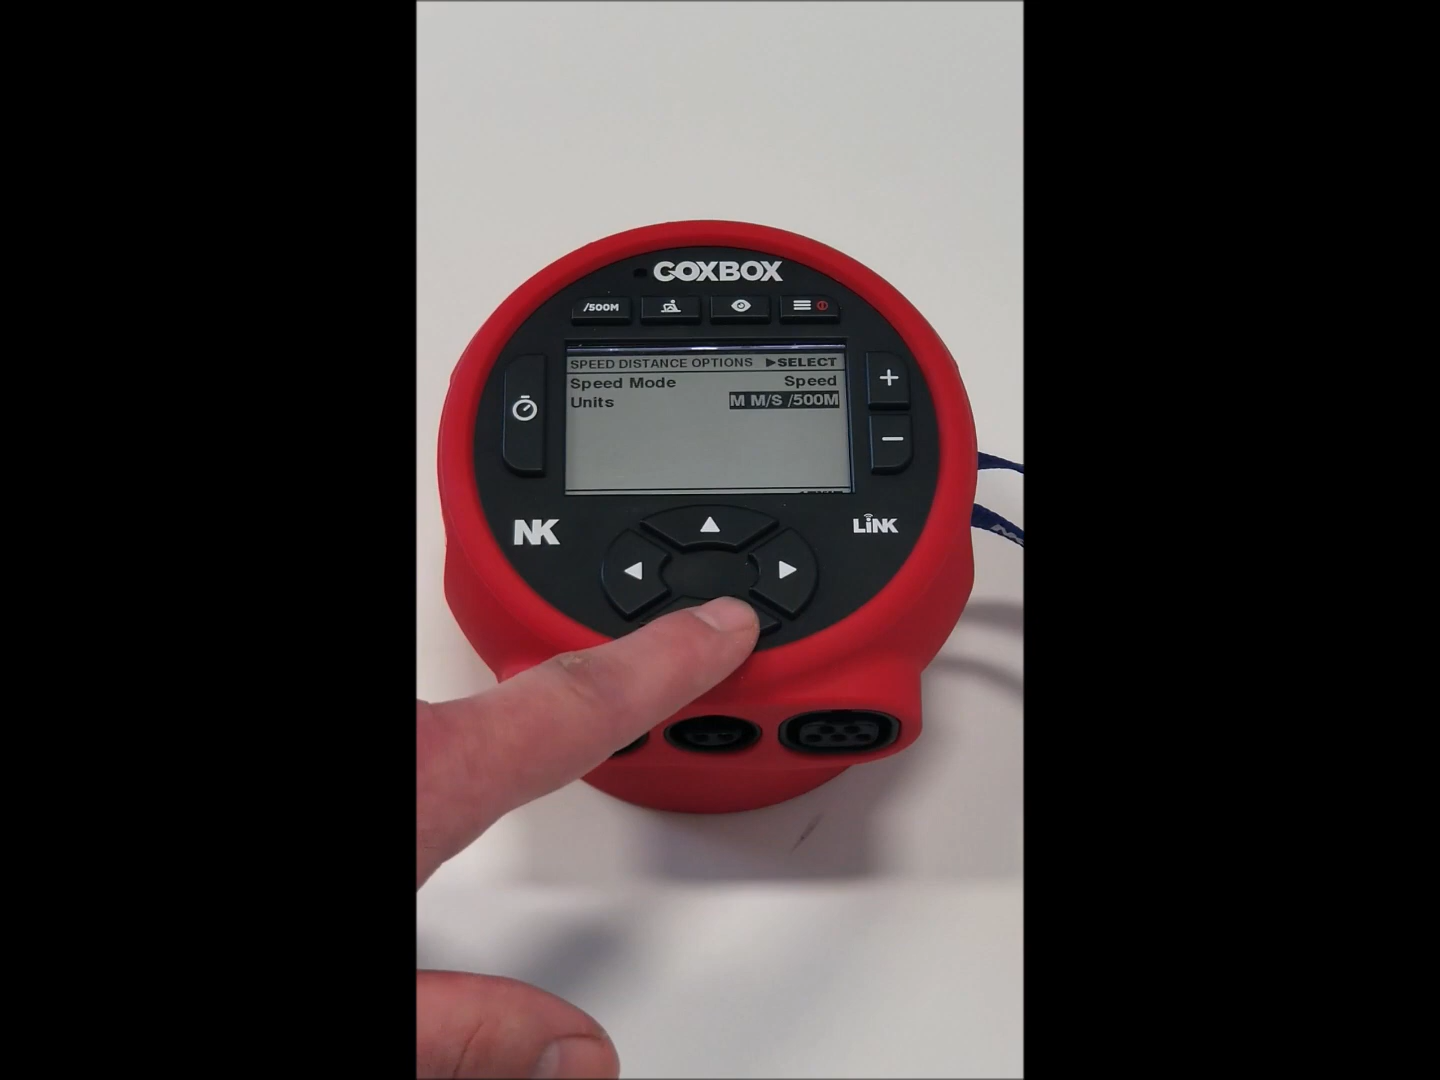 COXBOX
/500M
SPEED DISTANCE OPTIONS ▶SELECT
Speed Mode Speed
Units M M/S /500M
+
−
NK
LiNK